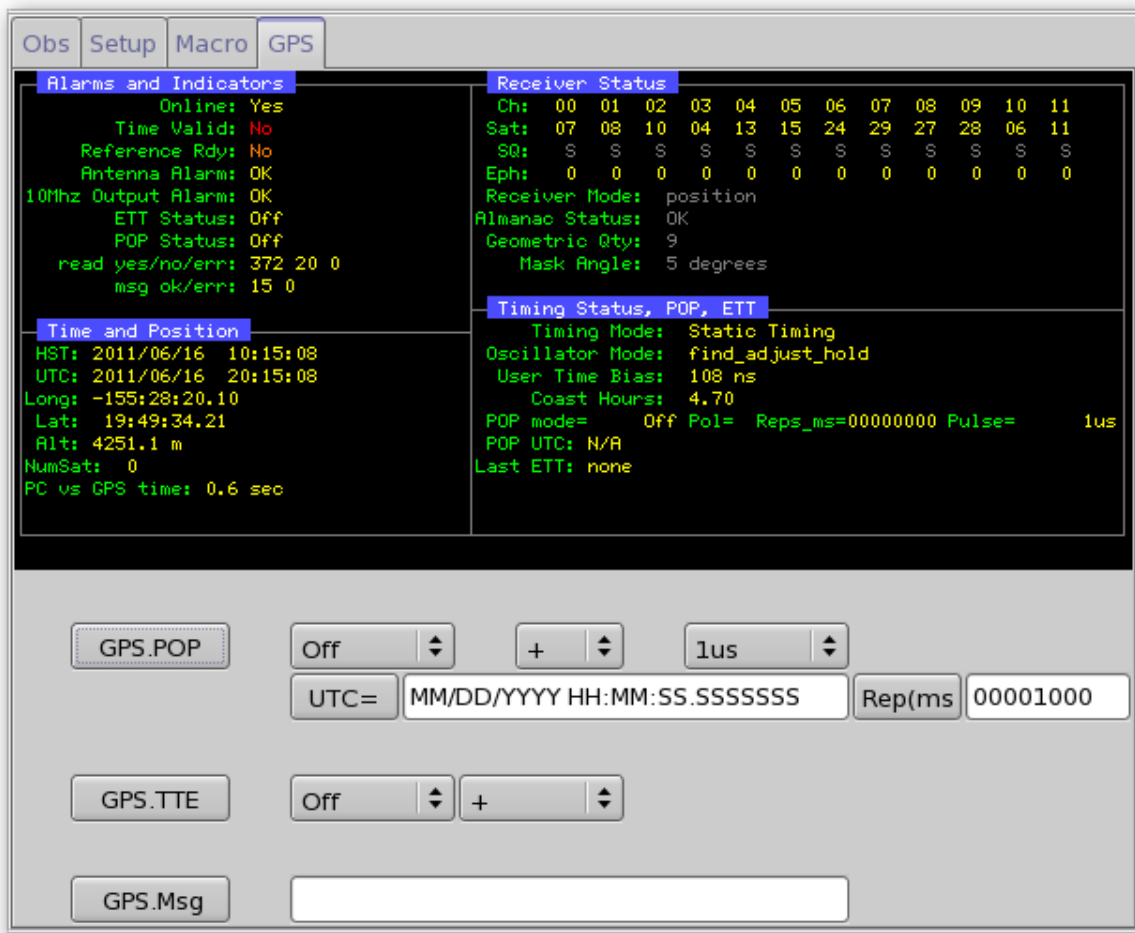 Obs Setup Macro GPS
Alarms and Indicators
Online: Yes
Time Valid: No
Reference Rdy: No
Antenna Alarm: OK
10Mhz Output Alarm: OK
ETT Status: Off
POP Status: Off
read yes/no/err: 372 20 0
msg ok/err: 15 0
Time and Position
HST: 2011/06/16 10:15:08
UTC: 2011/06/16 20:15:08
Long: -155:28:20.10
Lat: 19:49:34.21
Alt: 4251.1 m
NumSat: 0
PC vs GPS time: 0.6 sec
Receiver Status
Ch: 00 01 02 03 04 05 06 07 08 09 10 11
Sat: 07 08 10 04 13 15 24 29 27 28 06 11
SQ: S S S S S S S S S S S S
Eph: 0 0 0 0 0 0 0 0 0 0 0 0
Receiver Mode: position
Almanac Status: OK
Geometric Qty: 9
Mask Angle: 5 degrees
Timing Status, POP, ETT
Timing Mode: Static Timing
Oscillator Mode: find_adjust_hold
User Time Bias: 108 ns
Coast Hours: 4.70
POP mode= Off Pol= Reps_ms=00000000 Pulse= 1us
POP UTC: N/A
Last ETT: none
GPS.POP Off + 1us
UTC= MM/DD/YYYY HH:MM:SS.SSSSSSS Rep(ms 00001000
GPS.TTE Off +
GPS.Msg